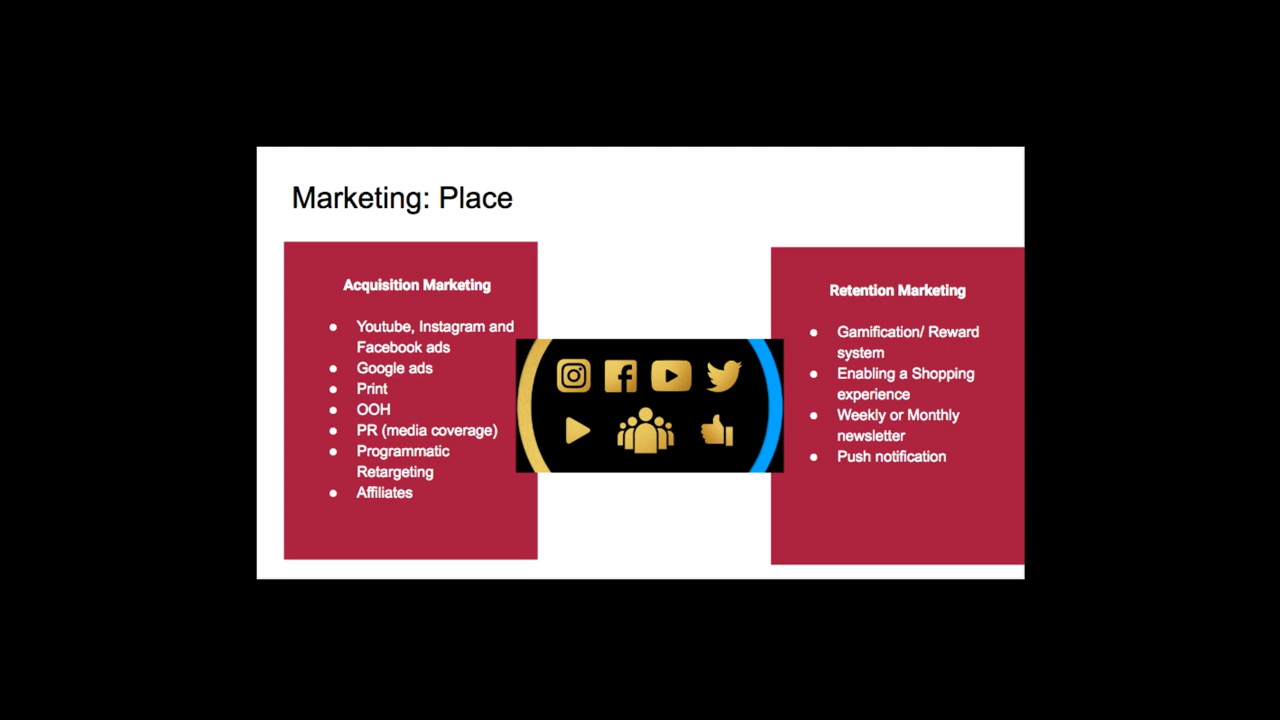 Marketing: Place
Acquisition Marketing
● Youtube, Instagram and
Facebook ads
● Google ads
● Print
● OOH
● PR (media coverage)
● Programmatic
Retargeting
● Affiliates
Retention Marketing
● Gamification/ Reward
system
● Enabling a Shopping
experience
● Weekly or Monthly
newsletter
● Push notification